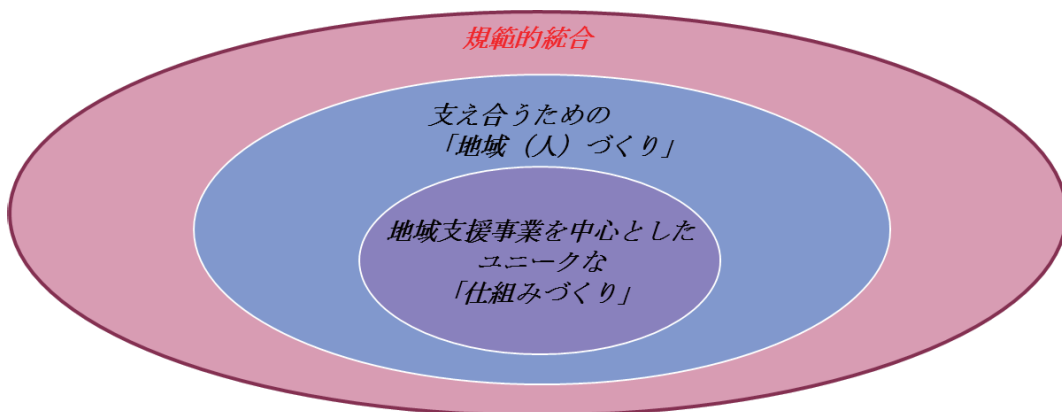 規範的統合
支え合うための
「地域（人）づくり」
地域支援事業を中心とした
ユニークな
「仕組みづくり」